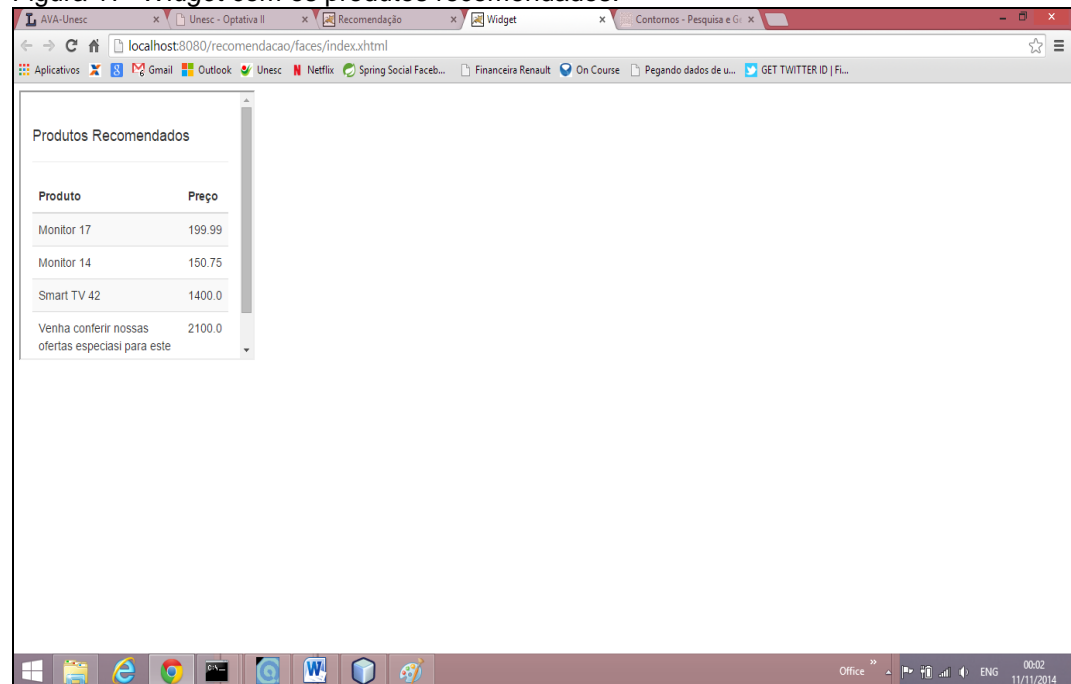 AVA-Unesc Unesc - Optativa II Recomendação Widget Contornos - Pesquisa e G
localhost:8080/recomendacao/faces/index.xhtml
Aplicativos Gmail Outlook Unesc Netflix Spring Social Faceb... Financeira Renault On Course Pegando dados de u... GET TWITTER ID | Fi...
Produtos Recomendados
Produto Preço
Monitor 17 199.99
Monitor 14 150.75
Smart TV 42 1400.0
Venha conferir nossas 2100.0
ofertas especiasi para este
Office ENG 00:02
11/11/2014